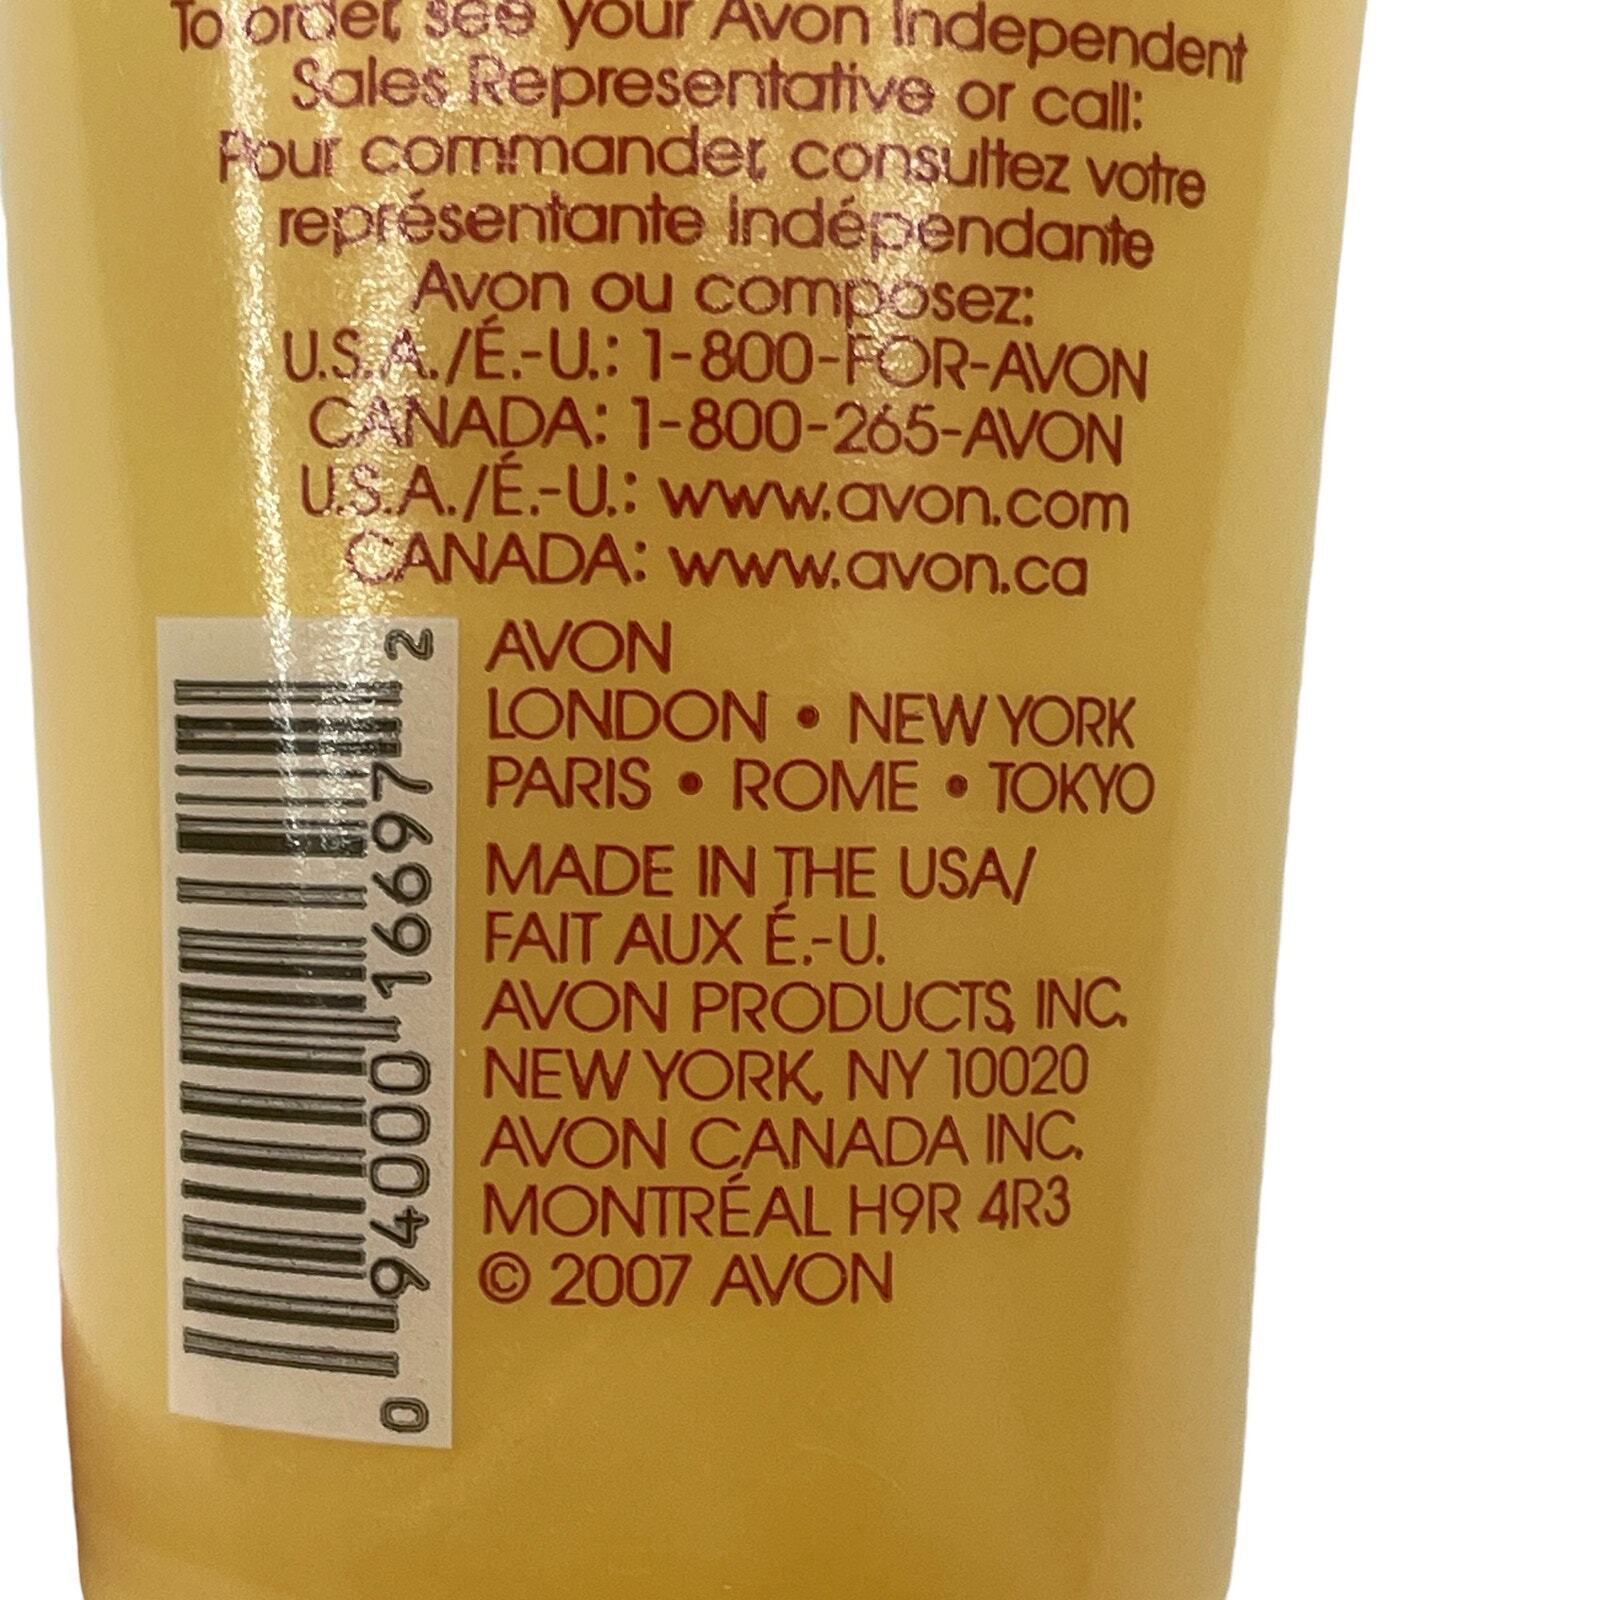 To order, see your Avon Independent
Sales Representative or call:
Pour commander, consultez votre
représentante indépendante
Avon ou composez:
U.S.A./É.-U.: 1-800-FOR-AVON
CANADA: 1-800-265-AVON
U.S.A./É.-U.: www.avon.com
CANADA: www.avon.ca
AVON
LONDON • NEW YORK
PARIS • ROME • TOKYO
MADE IN THE USA/
FAIT AUX É.-U.
AVON PRODUCTS, INC.
NEW YORK, NY 10020
AVON CANADA INC.
MONTRÉAL H9R 4R3
© 2007 AVON
0 94000 16697 2